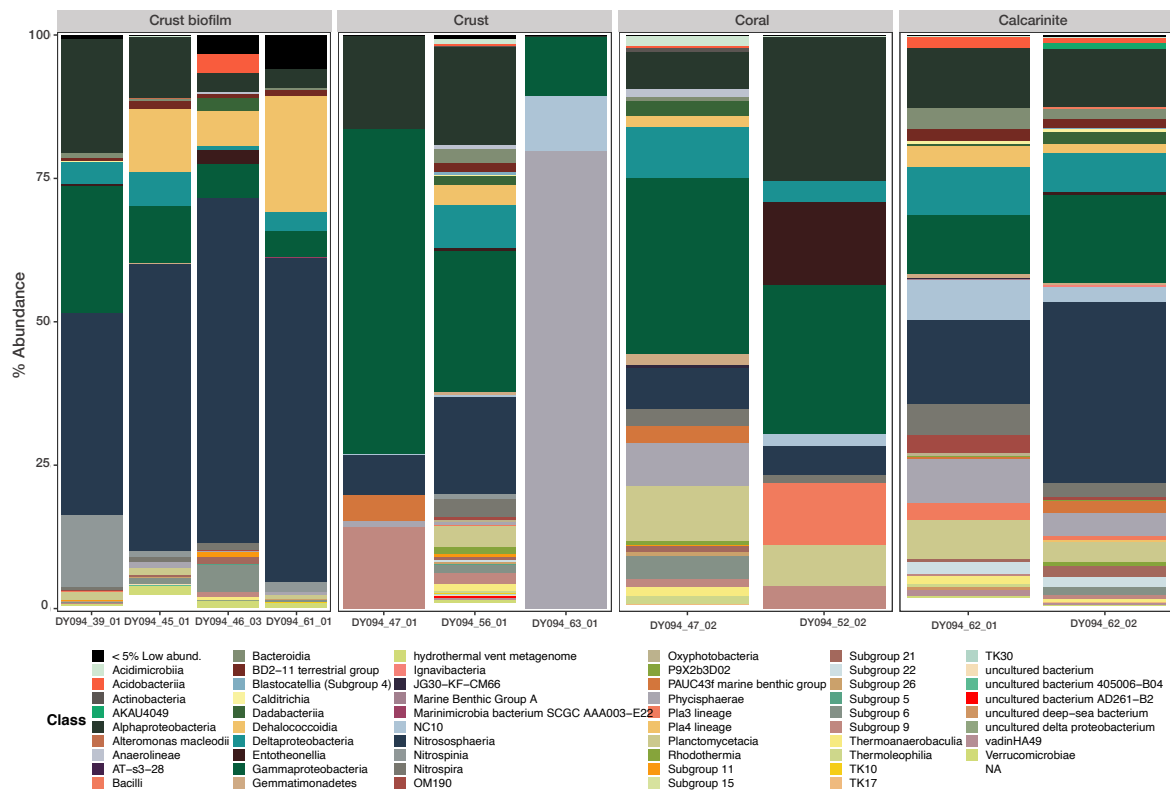 Crust biofilm Crust Coral Calcarinite
100
75
50
25
0
% Abundance
DY094_39_01 DY094_45_01 DY094_46_03 DY094_61_01 DY094_47_01 DY094_56_01 DY094_63_01 DY094_47_02 DY094_52_02 DY094_62_01 DY094_62_02
Class
< 5% Low abund.
Acidimicrobiia
Acidobacteriia
Actinobacteria
AKAU4049
Alphaproteobacteria
Alteromonas macleodii
Anaerolineae
AT−s3−28
Bacilli
Bacteroidia
BD2−11 terrestrial group
Blastocatellia (Subgroup 4)
Calditrichia
Dadabacteriia
Dehalococcoidia
Deltaproteobacteria
Entotheonellia
Gammaproteobacteria
Gemmatimonadetes
hydrothermal vent metagenome
Ignavibacteria
JG30−KF−CM66
Marine Benthic Group A
Marinimicrobia bacterium SCGC AAA003−E22
NC10
Nitrososphaeria
Nitrospinia
Nitrospira
OM190
Oxyphotobacteria
P9X2b3D02
PAUC43f marine benthic group
Phycisphaerae
Pla3 lineage
Pla4 lineage
Planctomycetacia
Rhodothermia
Subgroup 11
Subgroup 15
Subgroup 21
Subgroup 22
Subgroup 26
Subgroup 5
Subgroup 6
Subgroup 9
Thermoanaerobaculia
Thermoleophilia
TK10
TK17
TK30
uncultured bacterium
uncultured bacterium 405006−B04
uncultured bacterium AD261−B2
uncultured deep−sea bacterium
uncultured delta proteobacterium
vadinHA49
Verrucomicrobiae
NA